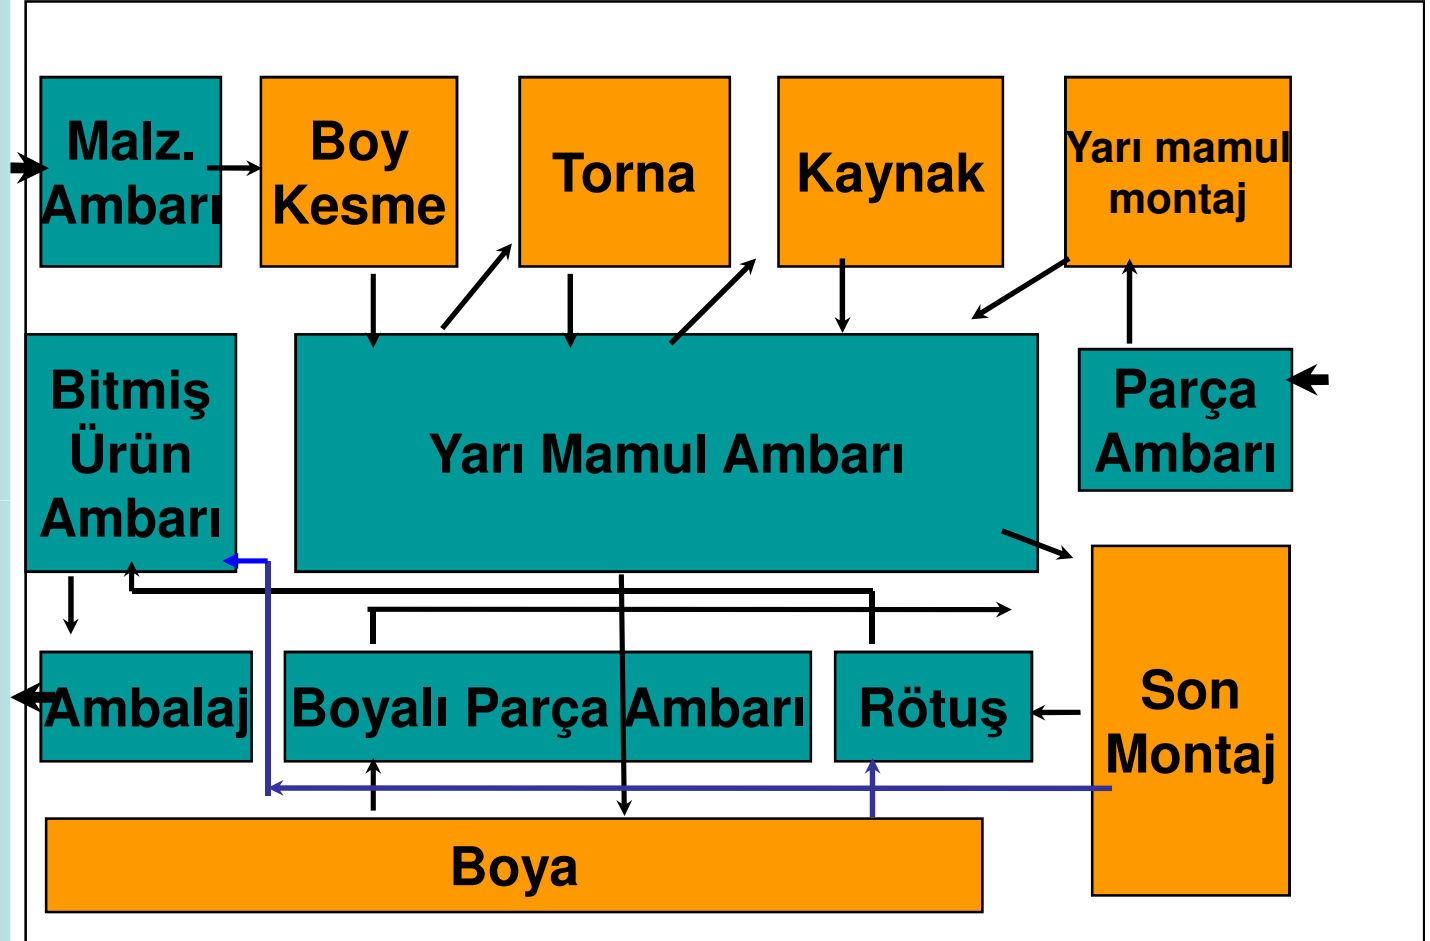 Malz.
Ambarı
Boy
Kesme
Torna
Kaynak
Yarı mamul
montaj
Bitmiş
Ürün
Ambarı
Yarı Mamul Ambarı
Parça
Ambarı
Ambalaj
Boyalı Parça Ambarı
Rötuş
Son
Montaj
Boya